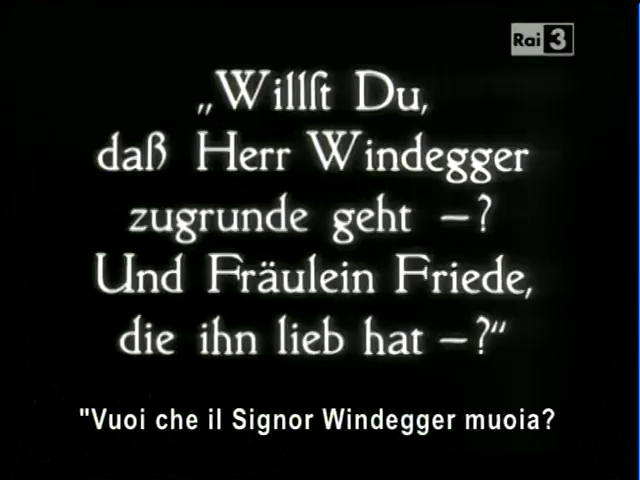 Rai 3
„Willſt Du,
daß Herr Windegger
zugrunde geht —?
Und Fräulein Friede,
die ihn lieb hat —?“
"Vuoi che il Signor Windegger muoia?